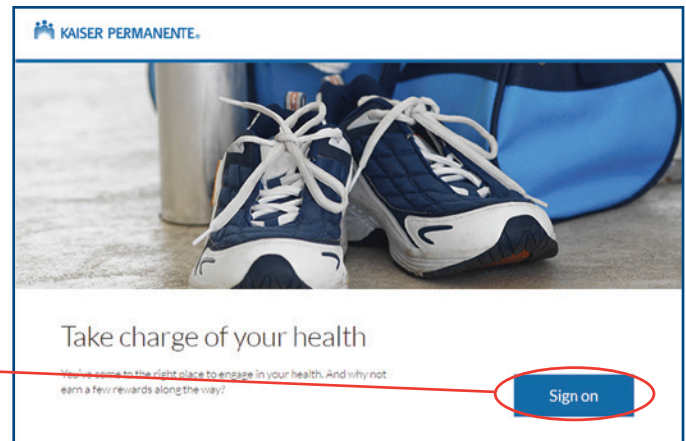 KAISER PERMANENTE®
Take charge of your health
You've come to the right place to engage in your health. And why not
earn a few rewards along the way?
Sign on